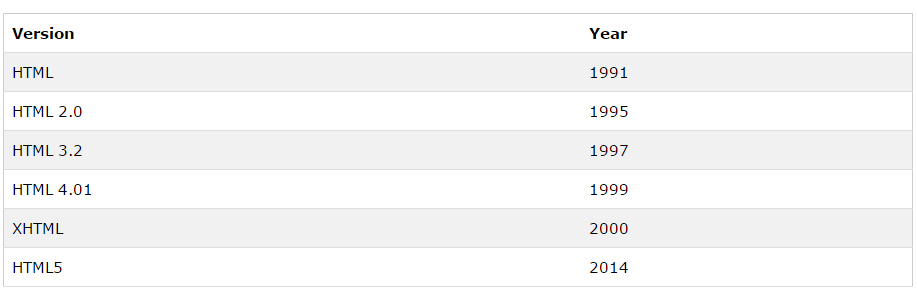 Version Year
HTML 1991
HTML 2.0 1995
HTML 3.2 1997
HTML 4.01 1999
XHTML 2000
HTML5 2014